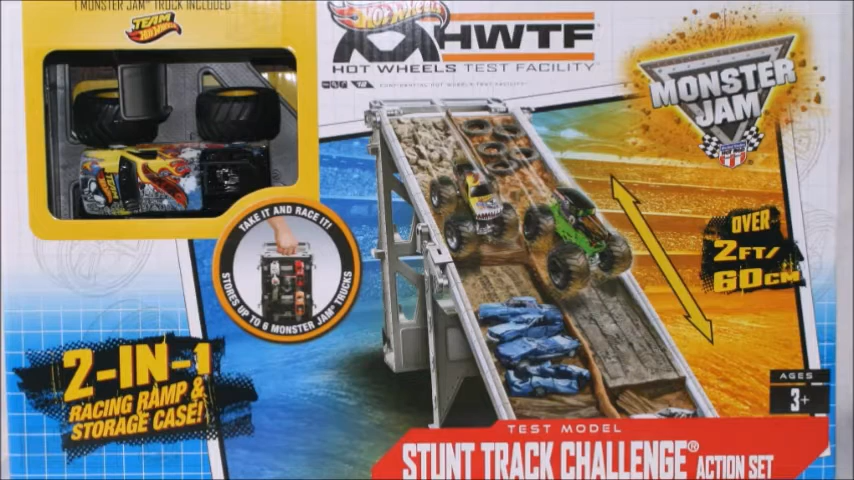 1 MONSTER JAM TRUCK INCLUDED
TEAM
HOT WHEELS
HOT WHEELS
HWTF
HOT WHEELS TEST FACILITY
MONSTER
JAM
OVER
2FT/
60CM
TAKE IT AND RACE IT!
STORES UP TO 6 MONSTER JAM TRUCKS
2-IN-1
RACING RAMP &
STORAGE CASE!
AGES
3+
TEST MODEL
STUNT TRACK CHALLENGE® ACTION SET